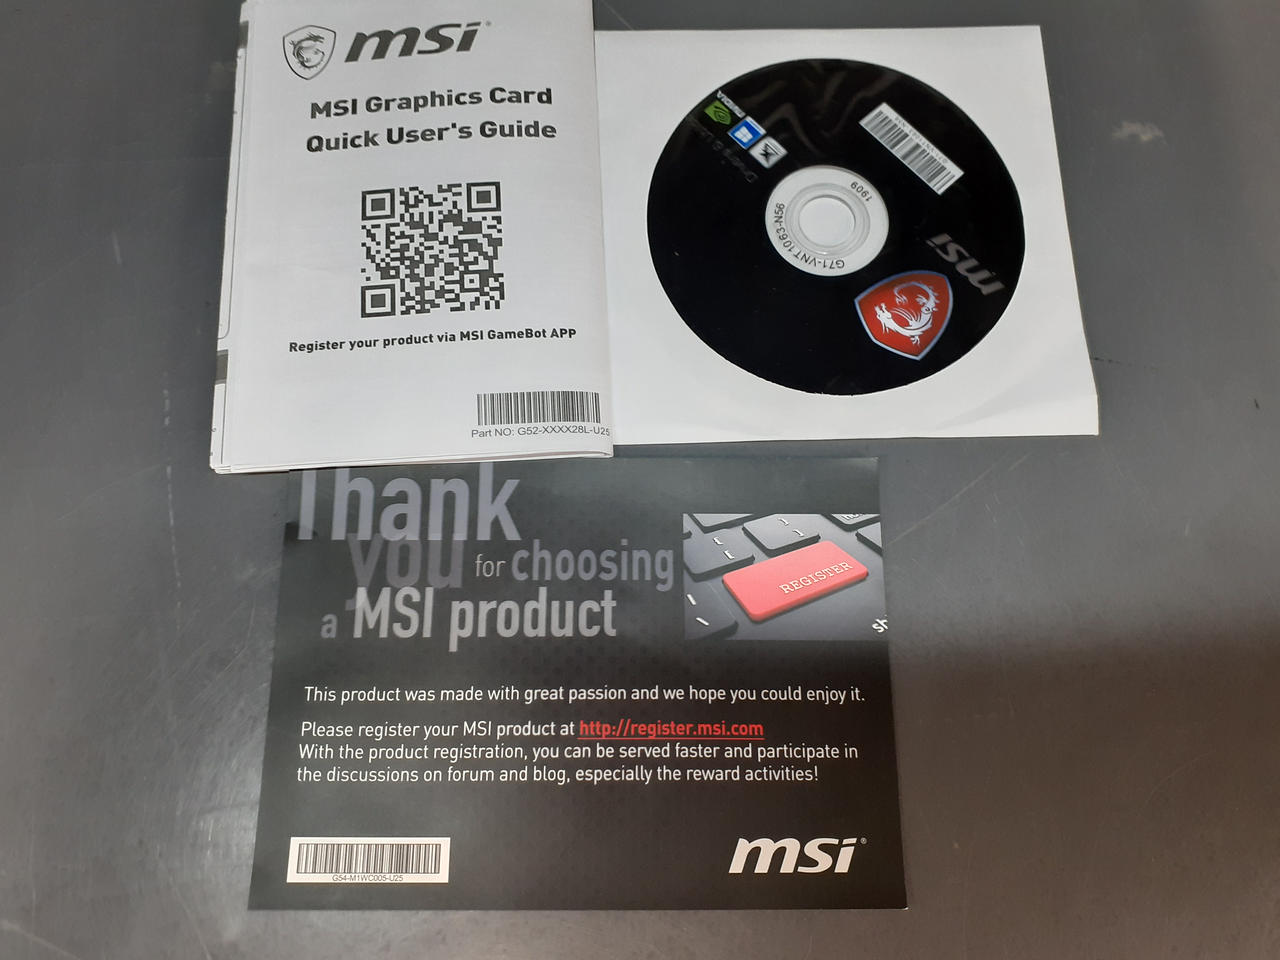 msi
MSI Graphics Card
Quick User's Guide
Register your product via MSI GameBot APP
Part NO: G52-XXXX28L-U25
NVIDIA
Drivers &
1909
G71-VNT1063-N56
msi
Thank
you for choosing
a MSI product
REGISTER
This product was made with great passion and we hope you could enjoy it.
Please register your MSI product at http://register.msi.com
With the product registration, you can be served faster and participate in
the discussions on forum and blog, especially the reward activities!
G54-M1WC005-U25
msi